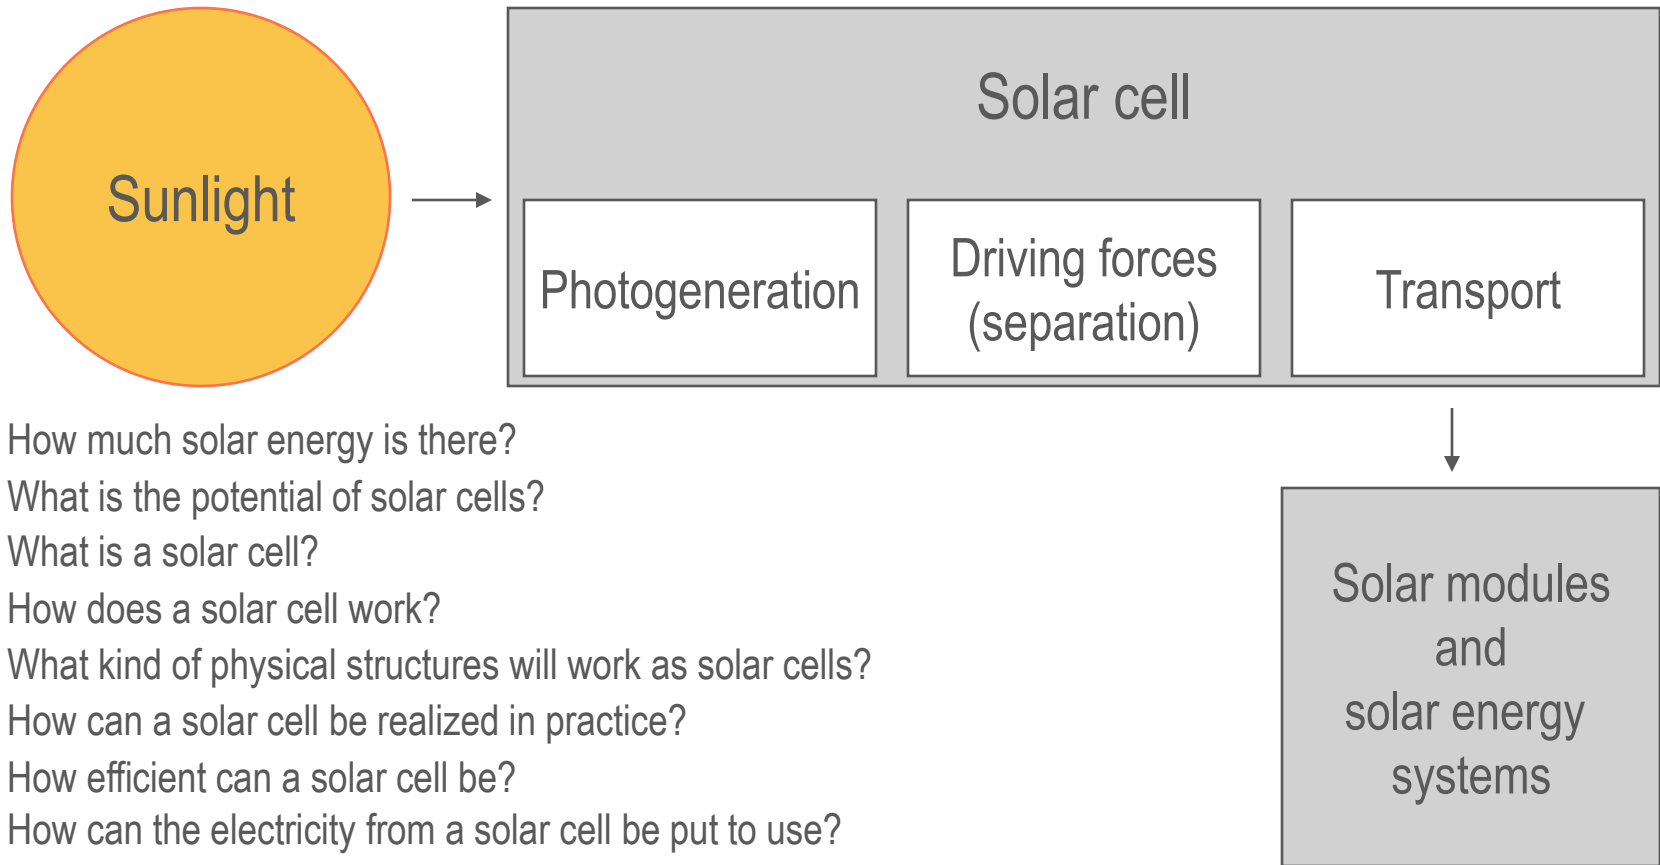 Sunlight
Solar cell
Photogeneration
Driving forces
(separation)
Transport
How much solar energy is there?
What is the potential of solar cells?
What is a solar cell?
How does a solar cell work?
What kind of physical structures will work as solar cells?
How can a solar cell be realized in practice?
How efficient can a solar cell be?
How can the electricity from a solar cell be put to use?
Solar modules
and
solar energy
systems